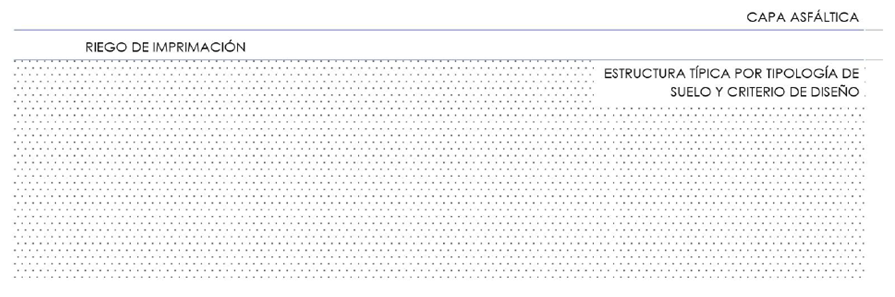 CAPA ASFÁLTICA
RIEGO DE IMPRIMACIÓN
ESTRUCTURA TÍPICA POR TIPOLOGÍA DE
SUELO Y CRITERIO DE DISEÑO